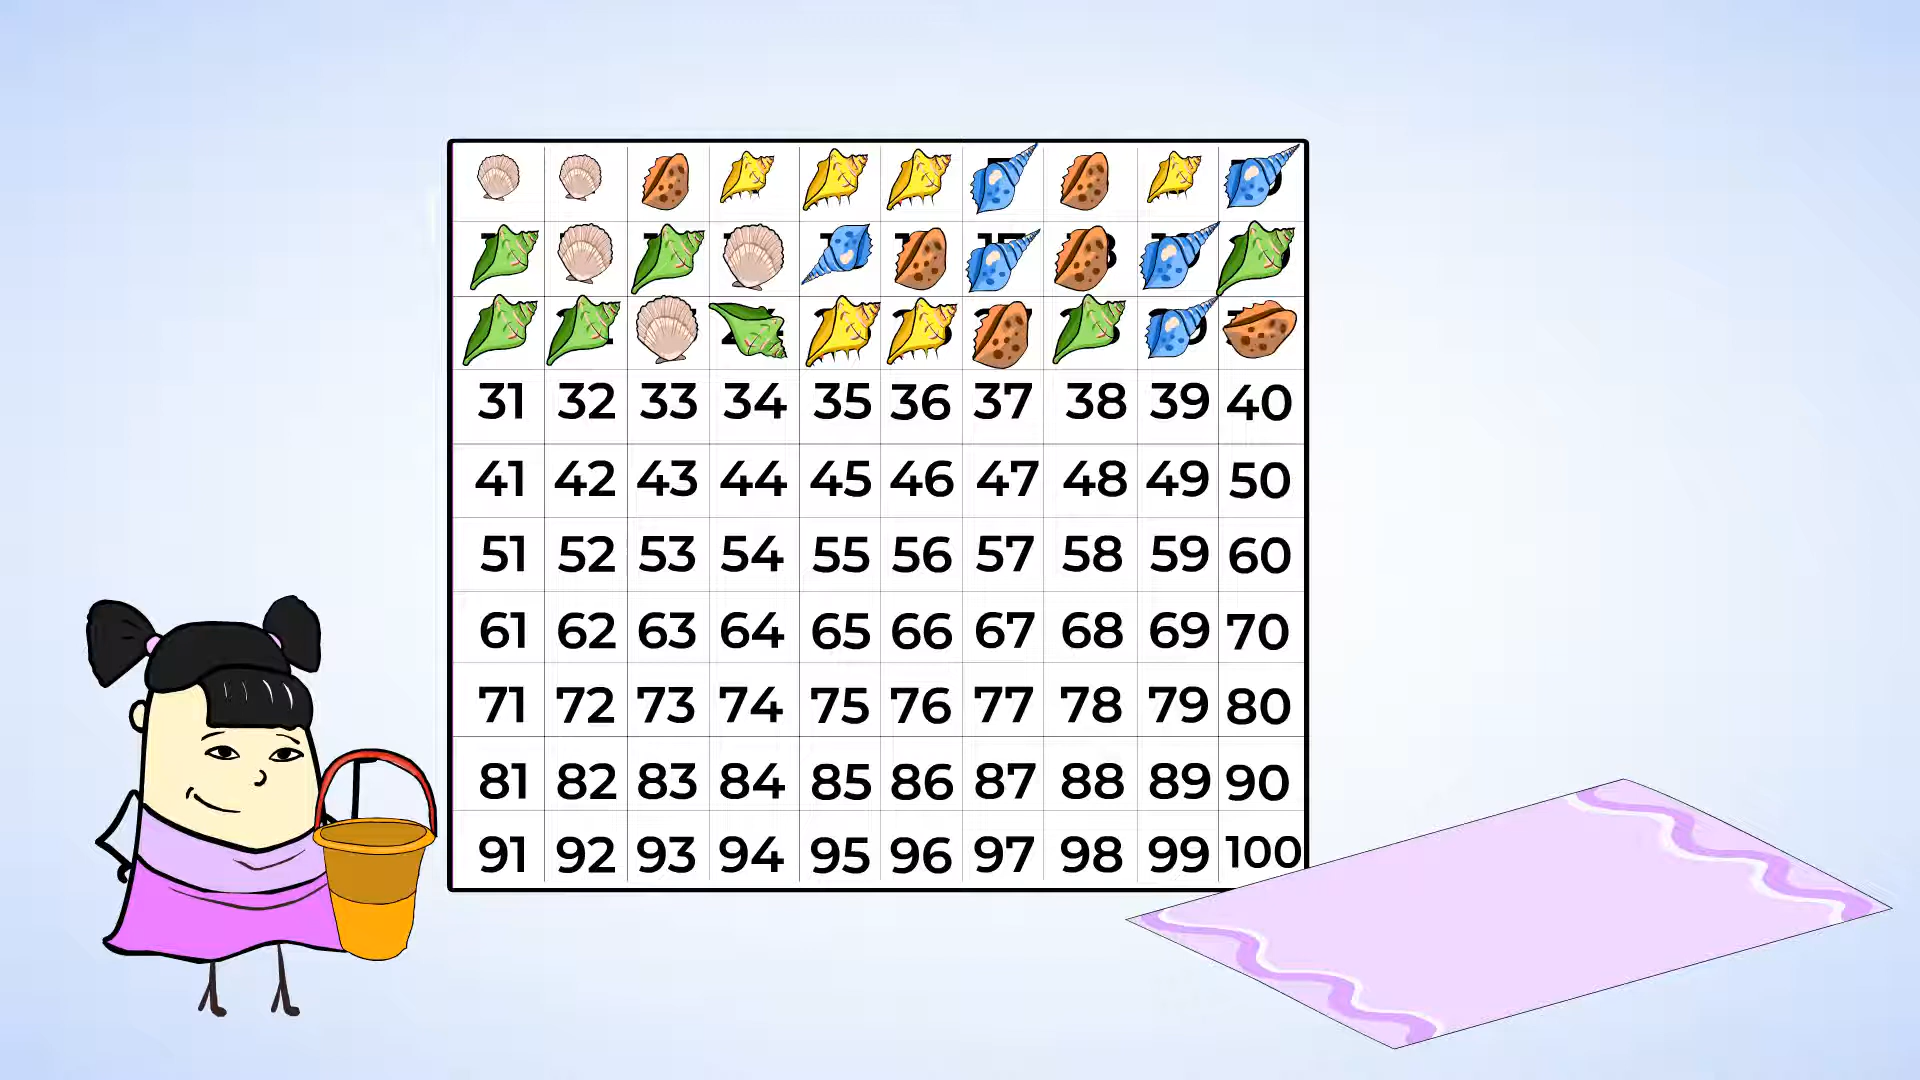 31 32 33 34 35 36 37 38 39 40
41 42 43 44 45 46 47 48 49 50
51 52 53 54 55 56 57 58 59 60
61 62 63 64 65 66 67 68 69 70
71 72 73 74 75 76 77 78 79 80
81 82 83 84 85 86 87 88 89 90
91 92 93 94 95 96 97 98 99 100